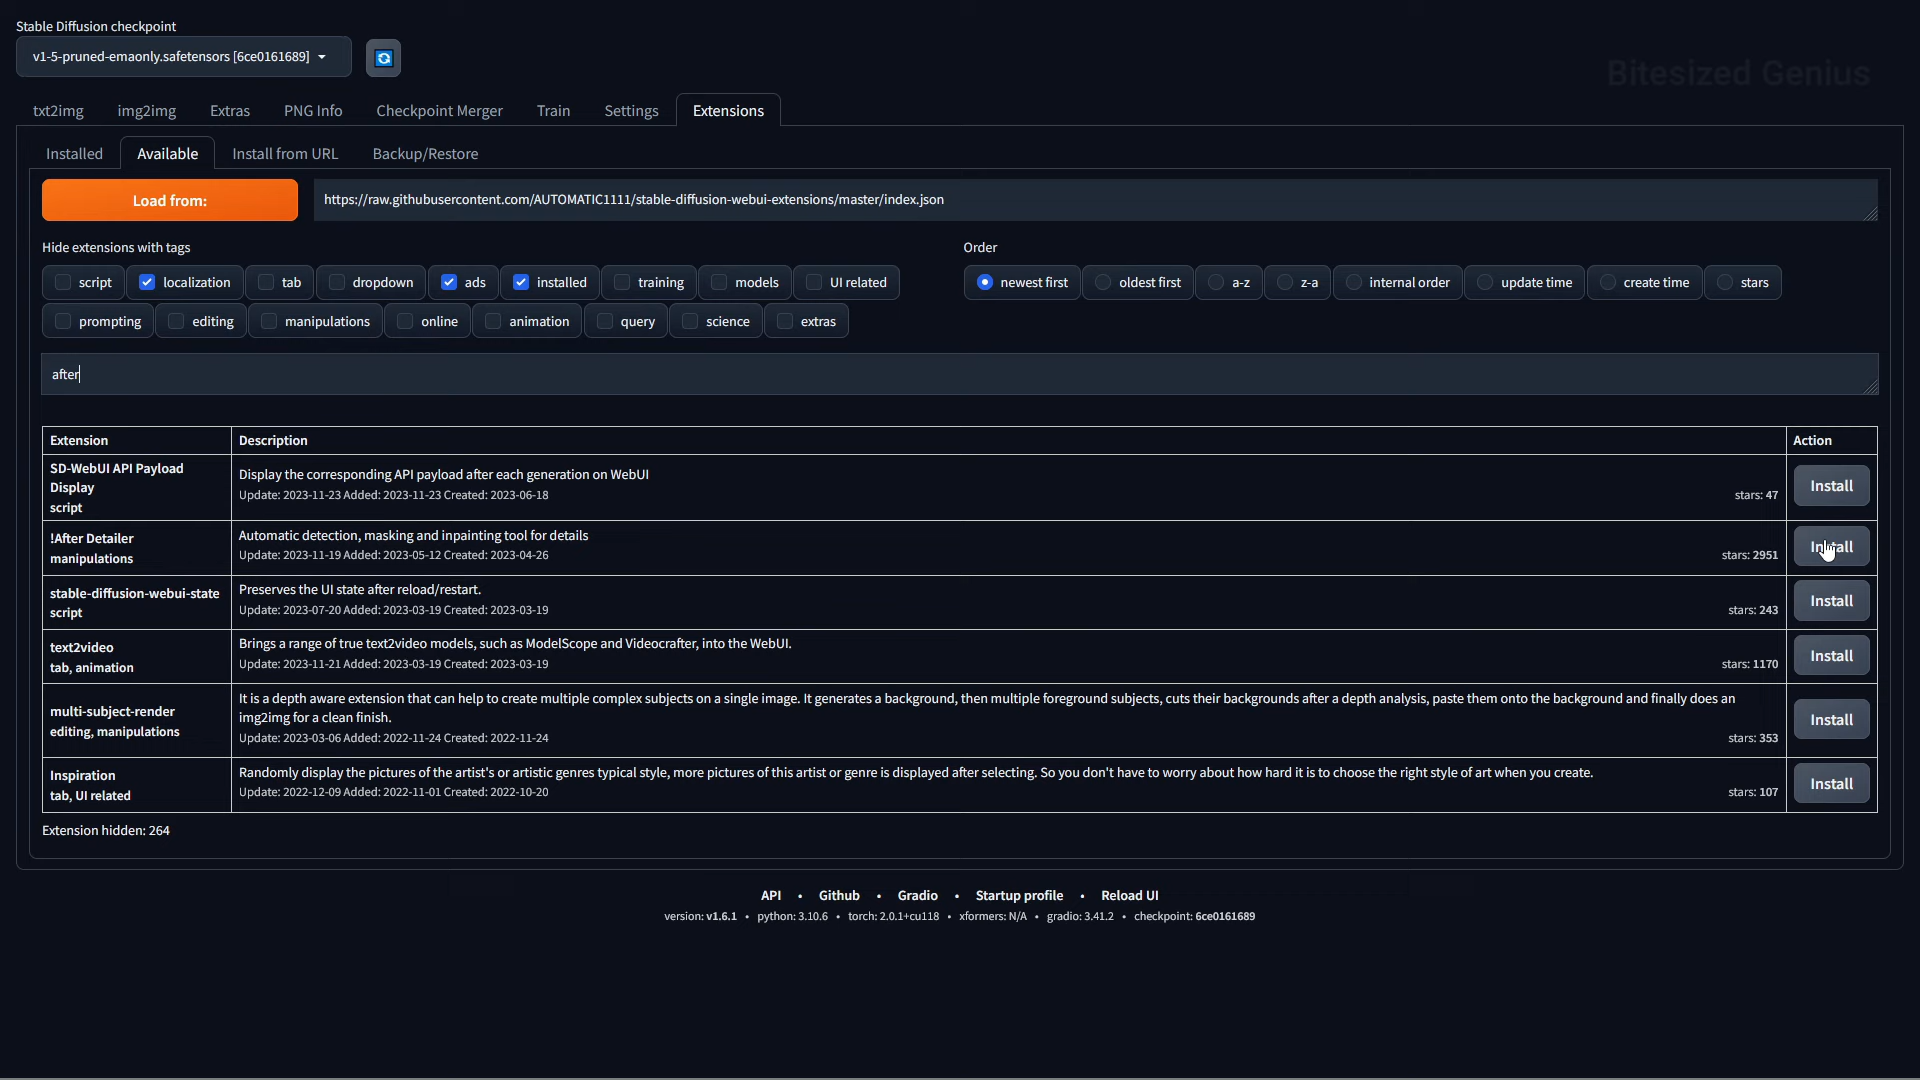 Stable Diffusion checkpoint
v1-5-pruned-emaonly.safetensors [6ce0161689]
Bitesized Genius
txt2img img2img Extras PNG Info Checkpoint Merger Train Settings Extensions
Installed Available Install from URL Backup/Restore
Load from: https://raw.githubusercontent.com/AUTOMATIC1111/stable-diffusion-webui-extensions/master/index.json
Hide extensions with tags Order
script localization tab dropdown ads installed training models UI related newest first oldest first a-z z-a internal order update time create time stars
prompting editing manipulations online animation query science extras
after
Extension Description Action
SD-WebUI API Payload
Display
script
Display the corresponding API payload after each generation on WebUI
Update: 2023-11-23 Added: 2023-11-23 Created: 2023-06-18 stars: 47
Install
!After Detailer
manipulations
Automatic detection, masking and inpainting tool for details
Update: 2023-11-19 Added: 2023-05-12 Created: 2023-04-26 stars: 2951
Install
stable-diffusion-webui-state
script
Preserves the UI state after reload/restart.
Update: 2023-07-20 Added: 2023-03-19 Created: 2023-03-19 stars: 243
Install
text2video
tab, animation
Brings a range of true text2video models, such as ModelScope and Videocrafter, into the WebUI.
Update: 2023-11-21 Added: 2023-03-19 Created: 2023-03-19 stars: 1170
Install
multi-subject-render
editing, manipulations
It is a depth aware extension that can help to create multiple complex subjects on a single image. It generates a background, then multiple foreground subjects, cuts their backgrounds after a depth analysis, paste them onto the background and finally does an
img2img for a clean finish.
Update: 2023-03-06 Added: 2022-11-24 Created: 2022-11-24 stars: 353
Install
Inspiration
tab, UI related
Randomly display the pictures of the artist's or artistic genres typical style, more pictures of this artist or genre is displayed after selecting. So you don't have to worry about how hard it is to choose the right style of art when you create.
Update: 2022-12-09 Added: 2022-11-01 Created: 2022-10-20 stars: 107
Install
Extension hidden: 264
API • Github • Gradio • Startup profile • Reload UI
version: v1.6.1 • python: 3.10.6 • torch: 2.0.1+cu118 • xformers: N/A • gradio: 3.41.2 • checkpoint: 6ce0161689